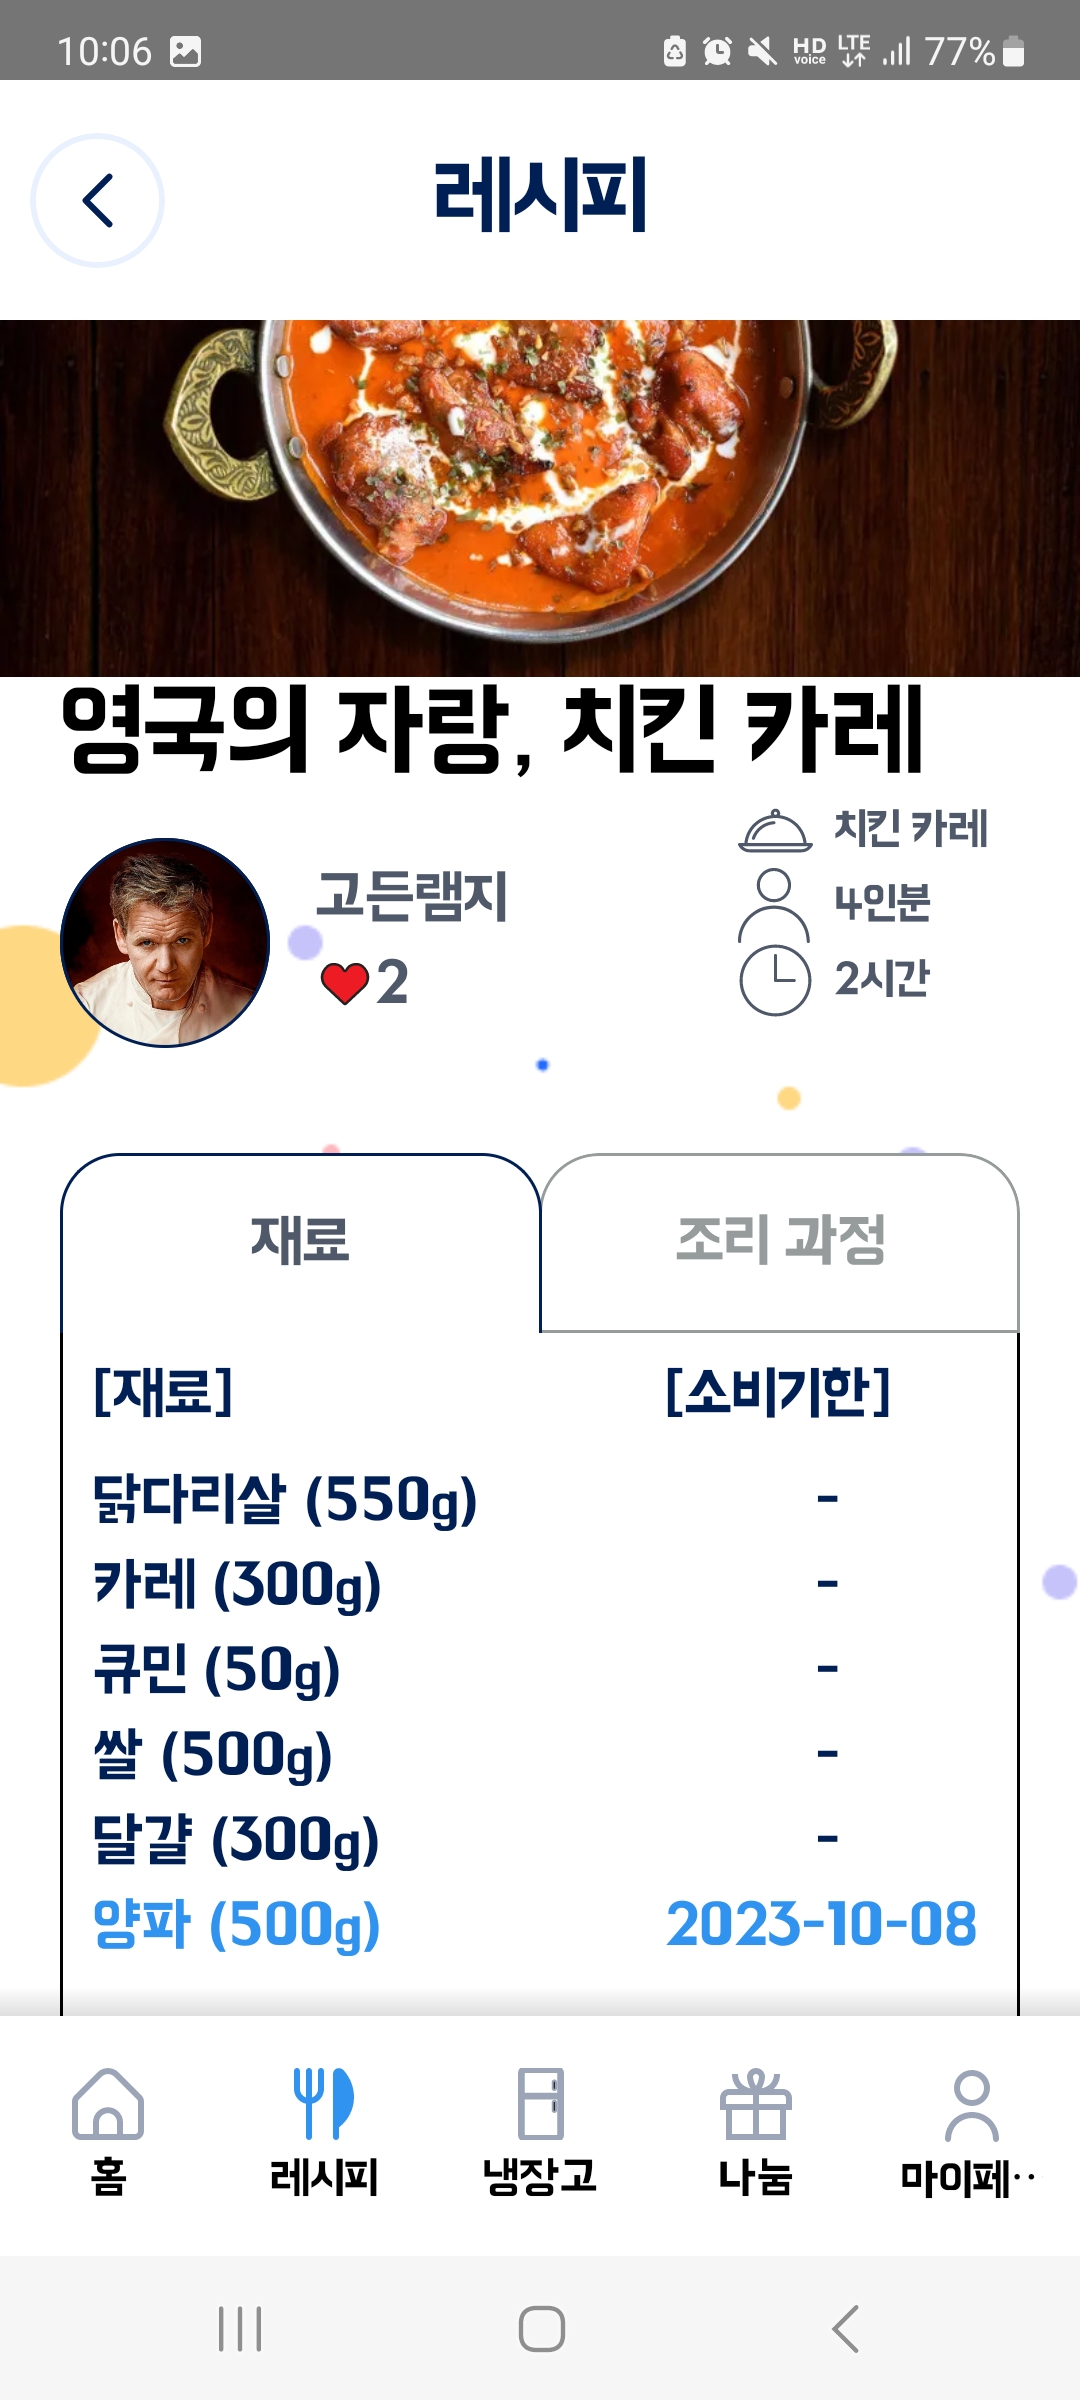 10:06
HD voice LTE 77%
레시피
영국의 자랑, 치킨 카레
치킨 카레
고든램지
4인분
2
2시간
재료 조리 과정
[재료] [소비기한]
닭다리살 (550g) -
카레 (300g) -
큐민 (50g) -
쌀 (500g) -
달걀 (300g) -
양파 (500g) 2023-10-08
홈 레시피 냉장고 나눔 마이페…